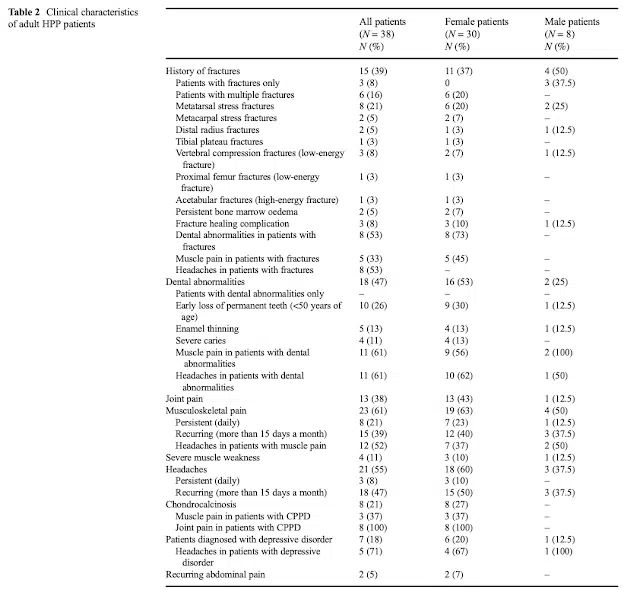 Table 2 Clinical characteristics
of adult HPP patients
All patients Female patients Male patients
(N = 38) (N = 30) (N = 8)
N (%) N (%) N (%)
History of fractures 15 (39) 11 (37) 4 (50)
Patients with fractures only 3 (8) 0 3 (37.5)
Patients with multiple fractures 6 (16) 6 (20) –
Metatarsal stress fractures 8 (21) 6 (20) 2 (25)
Metacarpal stress fractures 2 (5) 2 (7) –
Distal radius fractures 2 (5) 1 (3) 1 (12.5)
Tibial plateau fractures 1 (3) 1 (3) –
Vertebral compression fractures (low-energy 3 (8) 2 (7) 1 (12.5)
fracture)
Proximal femur fractures (low-energy 1 (3) 1 (3) –
fracture)
Acetabular fractures (high-energy fracture) 1 (3) 1 (3) –
Persistent bone marrow oedema 2 (5) 2 (7) –
Fracture healing complication 3 (8) 3 (10) 1 (12.5)
Dental abnormalities in patients with 8 (53) 8 (73) –
fractures
Muscle pain in patients with fractures 5 (33) 5 (45) –
Headaches in patients with fractures 8 (53) – –
Dental abnormalities 18 (47) 16 (53) 2 (25)
Patients with dental abnormalities only – – –
Early loss of permanent teeth (<50 years of 10 (26) 9 (30) 1 (12.5)
age)
Enamel thinning 5 (13) 4 (13) 1 (12.5)
Severe caries 4 (11) 4 (13) –
Muscle pain in patients with dental 11 (61) 9 (56) 2 (100)
abnormalities
Headaches in patients with dental 11 (61) 10 (62) 1 (50)
abnormalities
Joint pain 13 (38) 13 (43) 1 (12.5)
Musculoskeletal pain 23 (61) 19 (63) 4 (50)
Persistent (daily) 8 (21) 7 (23) 1 (12.5)
Recurring (more than 15 days a month) 15 (39) 12 (40) 3 (37.5)
Headaches in patients with muscle pain 12 (52) 7 (37) 2 (50)
Severe muscle weakness 4 (11) 3 (10) 1 (12.5)
Headaches 21 (55) 18 (60) 3 (37.5)
Persistent (daily) 3 (8) 3 (10) –
Recurring (more than 15 days a month) 18 (47) 15 (50) 3 (37.5)
Chondrocalcinosis 8 (21) 8 (27) –
Muscle pain in patients with CPPD 3 (37) 3 (37) –
Joint pain in patients with CPPD 8 (100) 8 (100) –
Patients diagnosed with depressive disorder 7 (18) 6 (20) 1 (12.5)
Headaches in patients with depressive 5 (71) 4 (67) 1 (100)
disorder
Recurring abdominal pain 2 (5) 2 (7) –